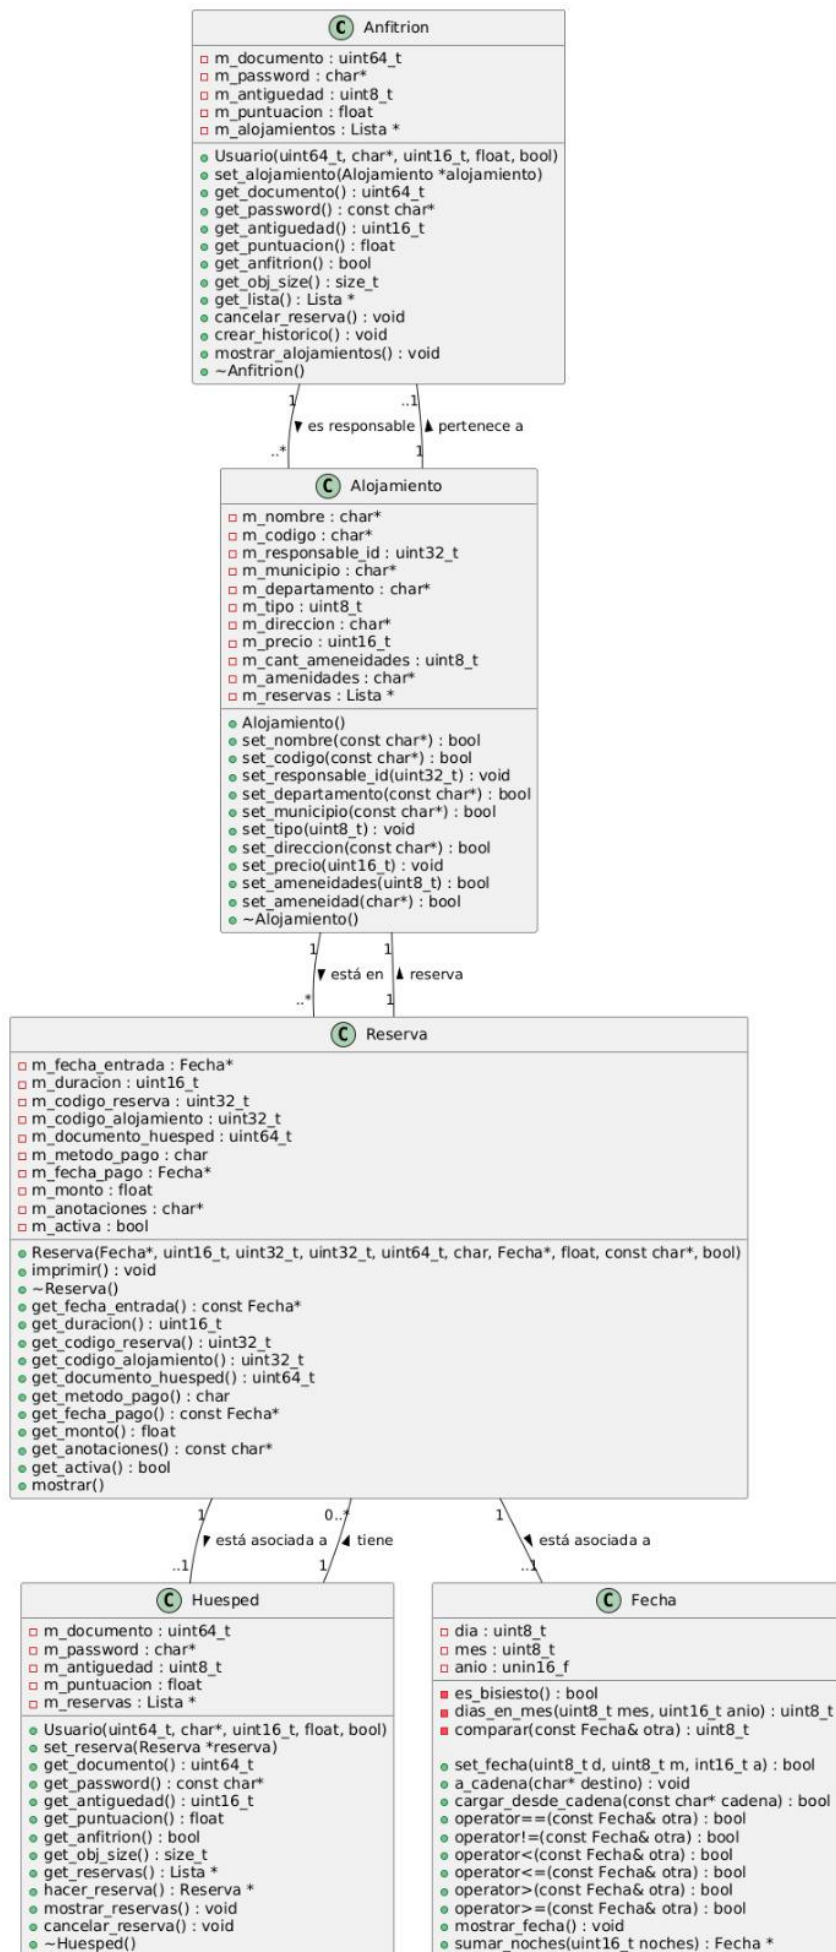 C Anfitrion
m_documento : uint64_t
m_password : char*
m_antiguedad : uint8_t
m_puntuacion : float
m_alojamientos : Lista *
Usuario(uint64_t, char*, uint16_t, float, bool)
set_alojamiento(Alojamiento *alojamiento)
get_documento() : uint64_t
get_password() : const char*
get_antiguedad() : uint16_t
get_puntuacion() : float
get_anfitrion() : bool
get_obj_size() : size_t
get_lista() : Lista *
cancelar_reserva() : void
crear_historico() : void
mostrar_alojamientos() : void
~Anfitrion()
1 ..1
es responsable pertenece a
..* 1
C Alojamiento
m_nombre : char*
m_codigo : char*
m_responsable_id : uint32_t
m_municipio : char*
m_departamento : char*
m_tipo : uint8_t
m_direccion : char*
m_precio : uint16_t
m_cant_ameneidades : uint8_t
m_amenidades : char*
m_reservas : Lista *
Alojamiento()
set_nombre(const char*) : bool
set_codigo(const char*) : bool
set_responsable_id(uint32_t) : void
set_departamento(const char*) : bool
set_municipio(const char*) : bool
set_tipo(uint8_t) : void
set_direccion(const char*) : bool
set_precio(uint16_t) : void
set_ameneidades(uint8_t) : bool
set_ameneidad(char*) : bool
~Alojamiento()
1 1
está en reserva
..* 1
C Reserva
m_fecha_entrada : Fecha*
m_duracion : uint16_t
m_codigo_reserva : uint32_t
m_codigo_alojamiento : uint32_t
m_documento_huesped : uint64_t
m_metodo_pago : char
m_fecha_pago : Fecha*
m_monto : float
m_anotaciones : char*
m_activa : bool
Reserva(Fecha*, uint16_t, uint32_t, uint32_t, uint64_t, char, Fecha*, float, const char*, bool)
imprimir() : void
~Reserva()
get_fecha_entrada() : const Fecha*
get_duracion() : uint16_t
get_codigo_reserva() : uint32_t
get_codigo_alojamiento() : uint32_t
get_documento_huesped() : uint64_t
get_metodo_pago() : char
get_fecha_pago() : const Fecha*
get_monto() : float
get_anotaciones() : const char*
get_activa() : bool
mostrar()
1 0..* 1
está asociada a tiene está asociada a
..1 1 ..1
C Huesped
m_documento : uint64_t
m_password : char*
m_antiguedad : uint8_t
m_puntuacion : float
m_reservas : Lista *
Usuario(uint64_t, char*, uint16_t, float, bool)
set_reserva(Reserva *reserva)
get_documento() : uint64_t
get_password() : const char*
get_antiguedad() : uint16_t
get_puntuacion() : float
get_anfitrion() : bool
get_obj_size() : size_t
get_reservas() : Lista *
hacer_reserva() : Reserva *
mostrar_reservas() : void
cancelar_reserva() : void
~Huesped()
C Fecha
dia : uint8_t
mes : uint8_t
anio : unin16_f
es_bisiesto() : bool
dias_en_mes(uint8_t mes, uint16_t anio) : uint8_t
comparar(const Fecha& otra) : uint8_t
set_fecha(uint8_t d, uint8_t m, int16_t a) : bool
a_cadena(char* destino) : void
cargar_desde_cadena(const char* cadena) : bool
operator==(const Fecha& otra) : bool
operator!=(const Fecha& otra) : bool
operator<(const Fecha& otra) : bool
operator<=(const Fecha& otra) : bool
operator>(const Fecha& otra) : bool
operator>=(const Fecha& otra) : bool
mostrar_fecha() : void
sumar_noches(uint16_t noches) : Fecha *